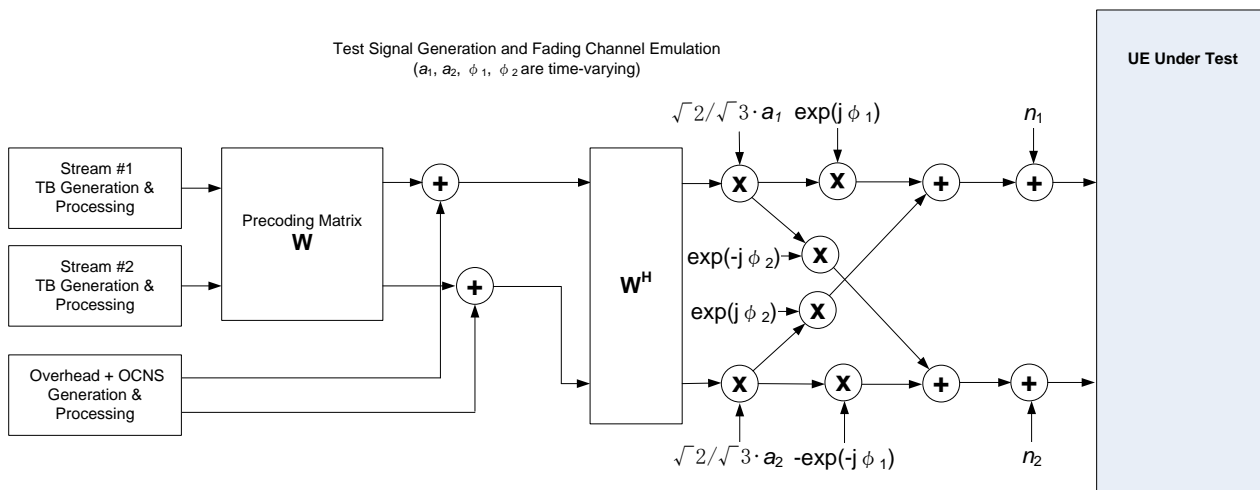 Test Signal Generation and Fading Channel Emulation
(a₁, a₂, ϕ₁, ϕ₂ are time-varying)
UE Under Test
√2/√3· a₁ exp(j ϕ₁)
n₁
Stream #1
TB Generation &
Processing
Precoding Matrix
W
+
x
x
+
+
Stream #2
TB Generation &
Processing
+
Wᴴ
exp(-j ϕ₂)
x
exp(j ϕ₂)
x
Overhead + OCNS
Generation &
Processing
x
x
+
+
√2/√3· a₂ -exp(-j ϕ₁)
n₂